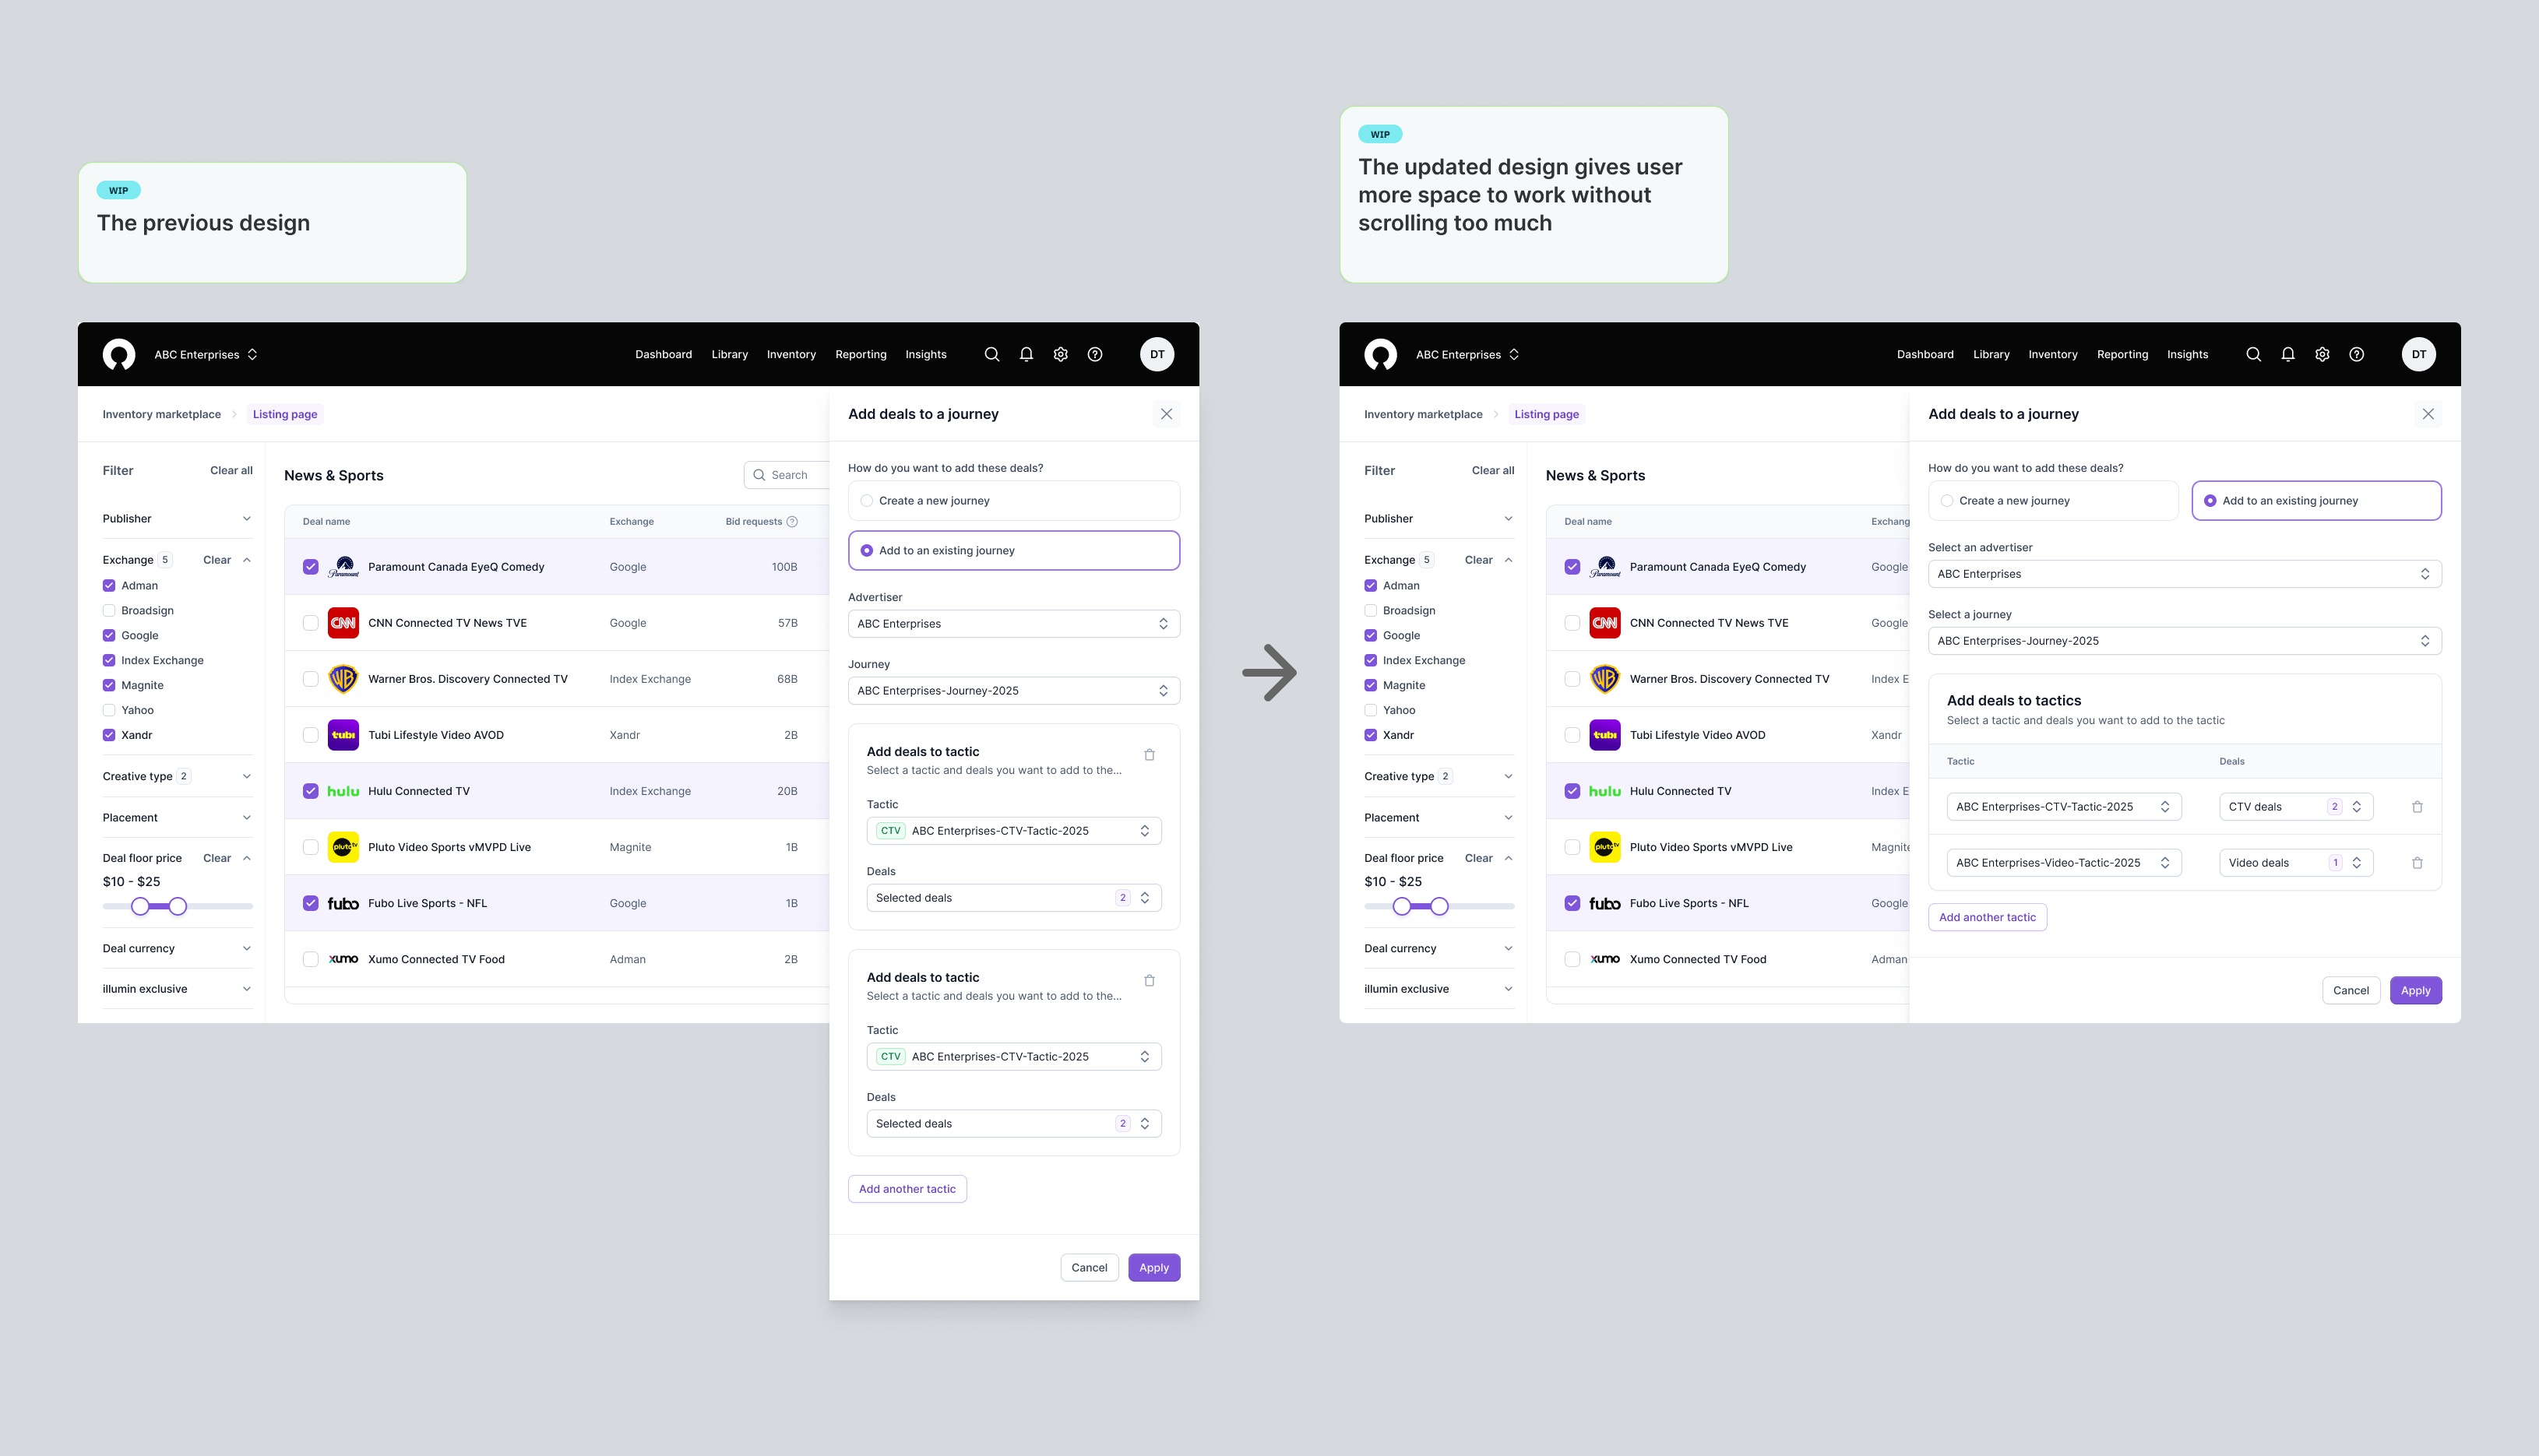 WIP
The previous design
WIP
The updated design gives user
more space to work without
scrolling too much
ABC Enterprises
Dashboard Library Inventory Reporting Insights
DT
Inventory marketplace Listing page
Filter Clear all
Publisher
Exchange 5 Clear
Adman
Broadsign
Google
Index Exchange
Magnite
Yahoo
Xandr
Creative type 2
Placement
Deal floor price Clear
$10 - $25
Deal currency
illumin exclusive
News & Sports
Search
Deal name Exchange Bid requests
Paramount Paramount Canada EyeQ Comedy Google 100B
CNN CNN Connected TV News TVE Google 57B
WB Warner Bros. Discovery Connected TV Index Exchange 68B
tubi Tubi Lifestyle Video AVOD Xandr 2B
hulu Hulu Connected TV Index Exchange 20B
pluto tv Pluto Video Sports vMVPD Live Magnite 1B
fubo Fubo Live Sports - NFL Google 1B
xumo Xumo Connected TV Food Adman 2B
Add deals to a journey
How do you want to add these deals?
Create a new journey
Add to an existing journey
Advertiser
ABC Enterprises
Journey
ABC Enterprises-Journey-2025
Add deals to tactic
Select a tactic and deals you want to add to the...
Tactic
CTV ABC Enterprises-CTV-Tactic-2025
Deals
Selected deals 2
Add deals to tactic
Select a tactic and deals you want to add to the...
Tactic
CTV ABC Enterprises-CTV-Tactic-2025
Deals
Selected deals 2
Add another tactic
Cancel Apply
ABC Enterprises
Dashboard Library Inventory Reporting Insights
DT
Inventory marketplace Listing page
Filter Clear all
Publisher
Exchange 5 Clear
Adman
Broadsign
Google
Index Exchange
Magnite
Yahoo
Xandr
Creative type 2
Placement
Deal floor price Clear
$10 - $25
Deal currency
illumin exclusive
News & Sports
Deal name Exchang
Paramount Paramount Canada EyeQ Comedy Google
CNN CNN Connected TV News TVE Google
WB Warner Bros. Discovery Connected TV Index E
tubi Tubi Lifestyle Video AVOD Xandr
hulu Hulu Connected TV Index E
pluto tv Pluto Video Sports vMVPD Live Magnite
fubo Fubo Live Sports - NFL Google
xumo Xumo Connected TV Food Adman
Add deals to a journey
How do you want to add these deals?
Create a new journey Add to an existing journey
Select an advertiser
ABC Enterprises
Select a journey
ABC Enterprises-Journey-2025
Add deals to tactics
Select a tactic and deals you want to add to the tactic
Tactic Deals
ABC Enterprises-CTV-Tactic-2025 CTV deals 2
ABC Enterprises-Video-Tactic-2025 Video deals 1
Add another tactic
Cancel Apply